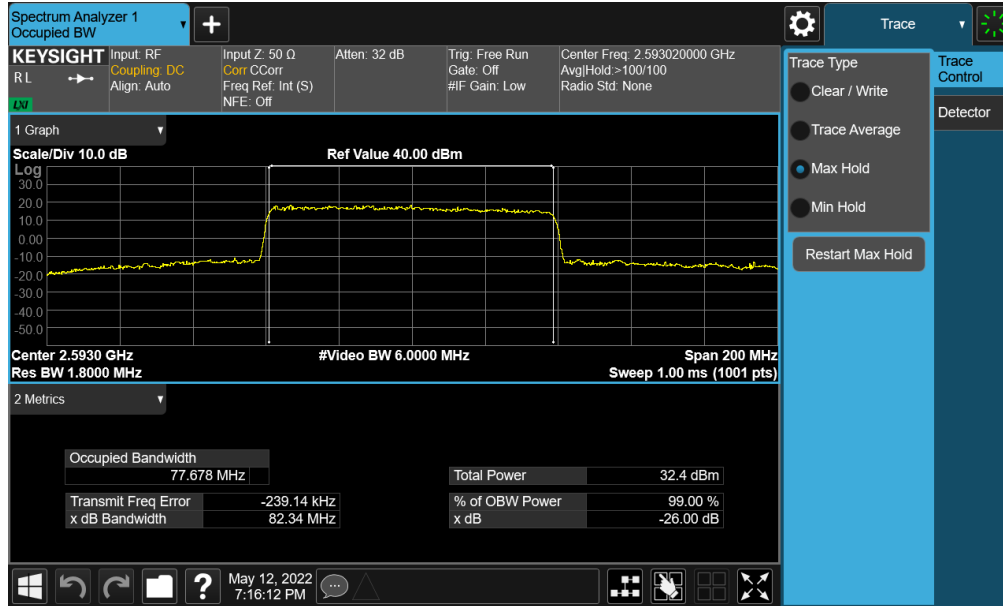 Spectrum Analyzer 1
Occupied BW
+
Trace
KEYSIGHT
R L
LXI
Input: RF
Coupling: DC
Align: Auto
Input Z: 50 Ω
Corr CCorr
Freq Ref: Int (S)
NFE: Off
Atten: 32 dB
Trig: Free Run
Gate: Off
#IF Gain: Low
Center Freq: 2.593020000 GHz
Avg|Hold:>100/100
Radio Std: None
Trace Type
Clear / Write
Trace Average
Max Hold
Min Hold
Restart Max Hold
Trace
Control
Detector
1 Graph
Scale/Div 10.0 dB
Ref Value 40.00 dBm
Log
30.0
20.0
10.0
0.00
-10.0
-20.0
-30.0
-40.0
-50.0
Center 2.5930 GHz
#Video BW 6.0000 MHz
Span 200 MHz
Res BW 1.8000 MHz
Sweep 1.00 ms (1001 pts)
2 Metrics
Occupied Bandwidth
77.678 MHz
Total Power 32.4 dBm
Transmit Freq Error -239.14 kHz
% of OBW Power 99.00 %
x dB Bandwidth 82.34 MHz
x dB -26.00 dB
?
May 12, 2022
7:16:12 PM